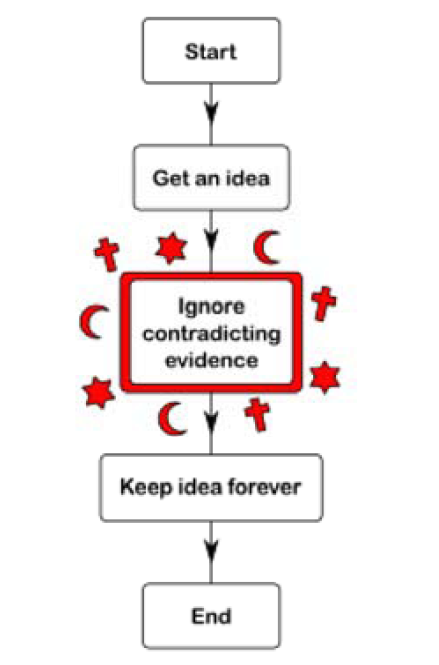 Start
Get an idea
Ignore
contradicting
evidence
Keep idea forever
End